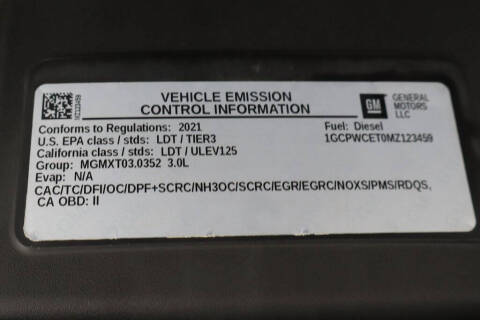 VEHICLE EMISSION
CONTROL INFORMATION
GM
GENERAL
MOTORS
LLC
Conforms to Regulations: 2021
Fuel: Diesel
U.S. EPA class / stds: LDT / TIER3
1GCPWCET0MZ123459
California class / stds: LDT / ULEV125
Group: MGMXT03.0352 3.0L
Evap: N/A
CAC/TC/DFI/OC/DPF+SCRC/NH3OC/SCRC/EGR/EGRC/NOXS/PMS/RDQS,
CA OBD: II
MZ123459